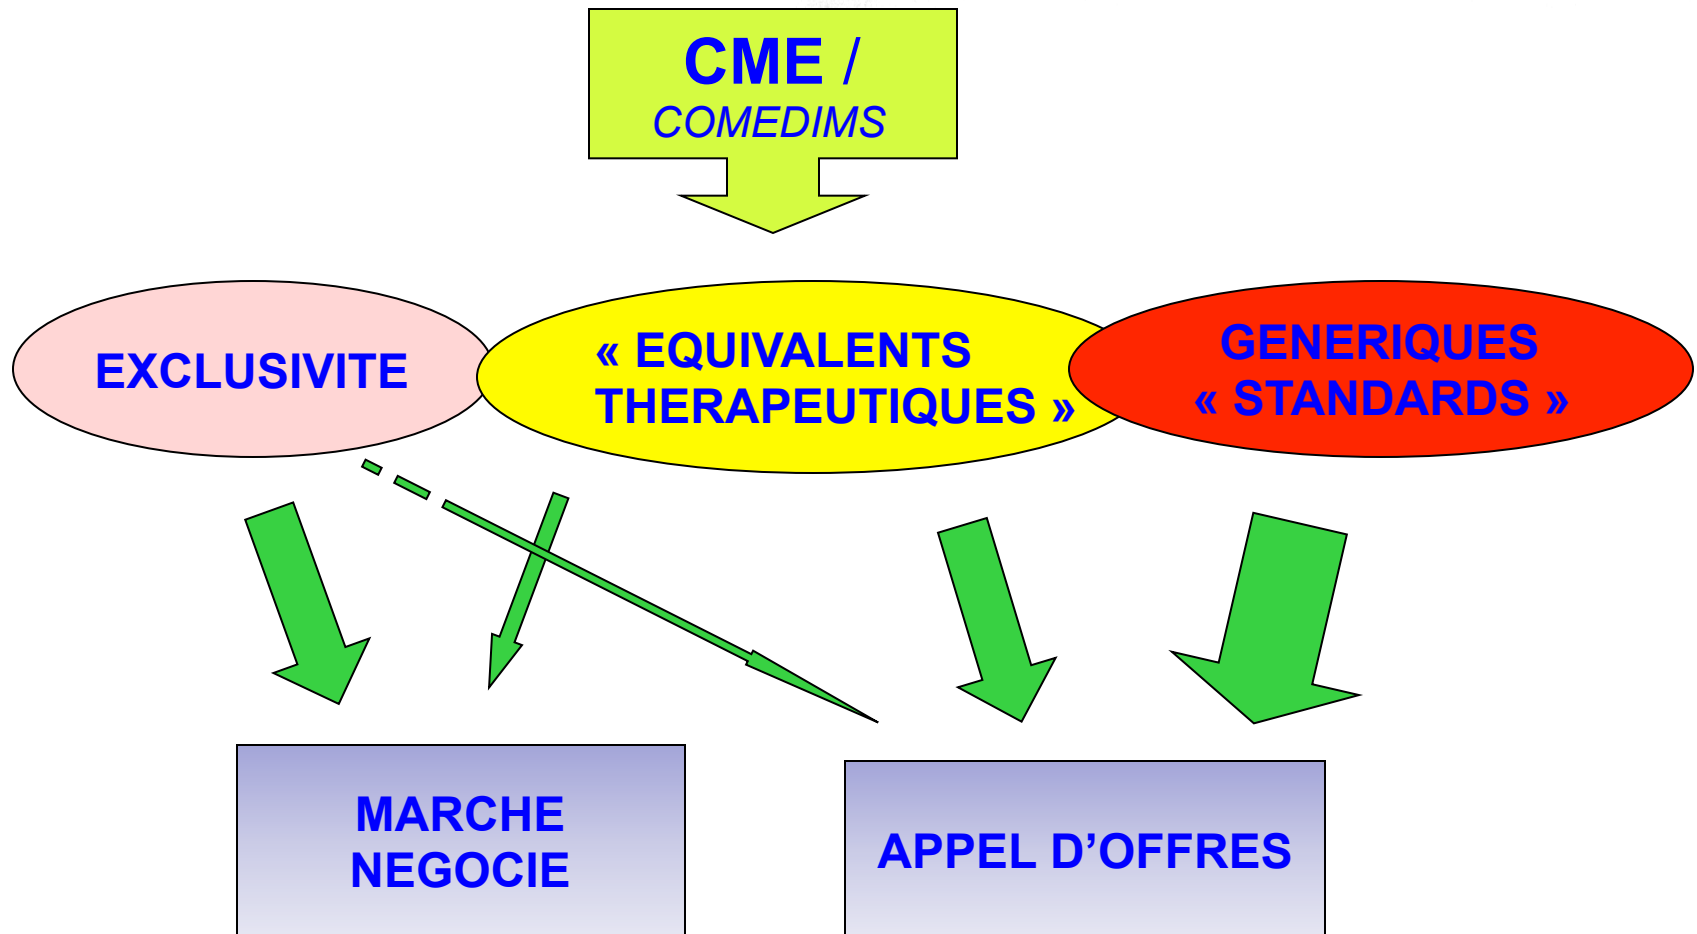 CME /
COMEDIMS
EXCLUSIVITE
« EQUIVALENTS
THERAPEUTIQUES »
GENERIQUES
« STANDARDS »
MARCHE
NEGOCIE
APPEL D’OFFRES